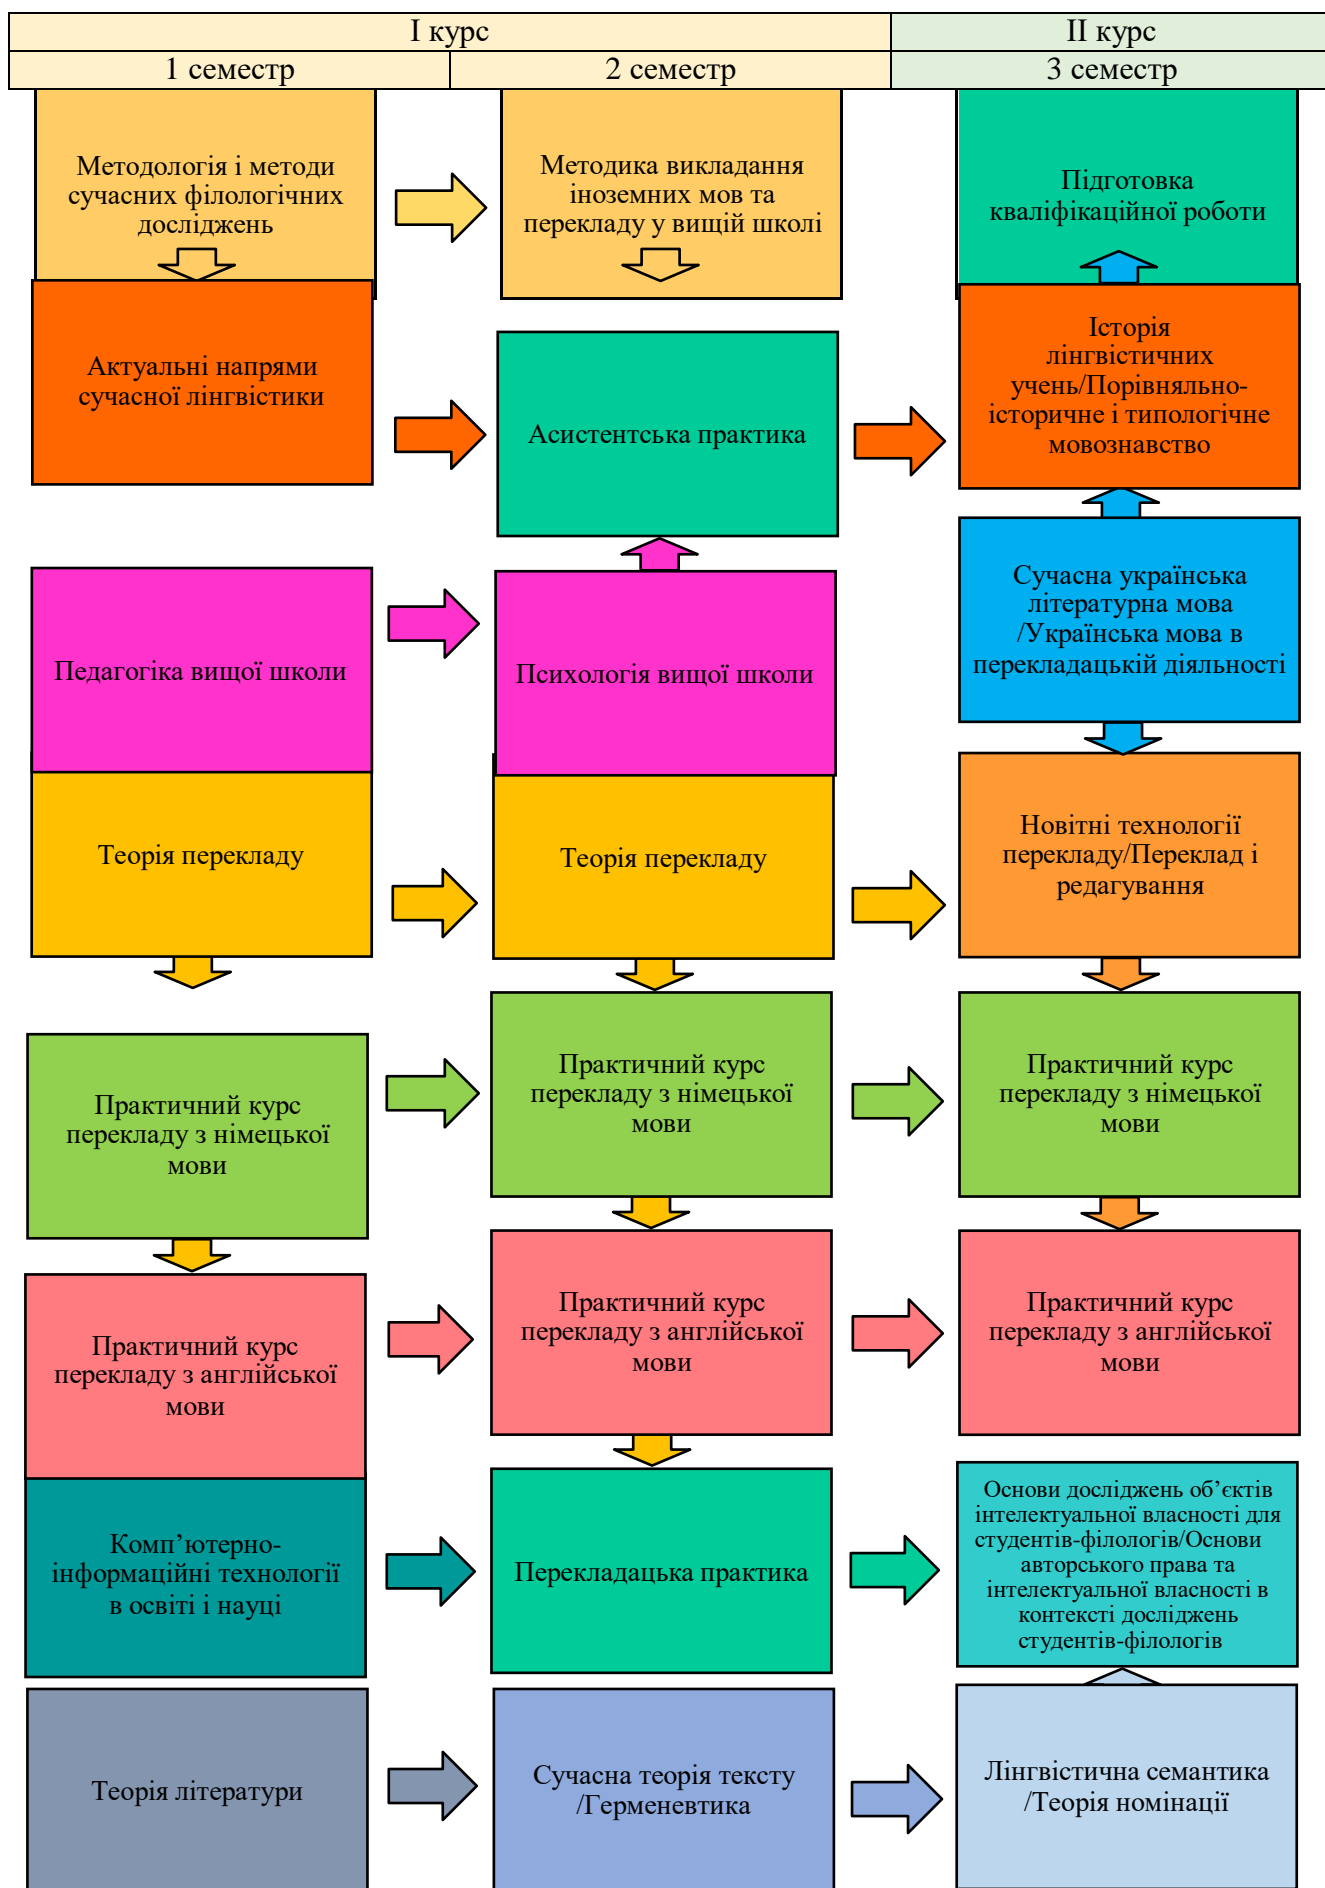 І курс
ІІ курс
1 семестр
2 семестр
3 семестр
Методологія і методи
сучасних філологічних
досліджень
Методика викладання
іноземних мов та
перекладу у вищій школі
Підготовка
кваліфікаційної роботи
Актуальні напрями
сучасної лінгвістики
Асистентська практика
Історія
лінгвістичних
учень/Порівняльно-
історичне і типологічне
мовознавство
Педагогіка вищої школи
Психологія вищої школи
Сучасна українська
літературна мова
/Українська мова в
перекладацькій діяльності
Теорія перекладу
Теорія перекладу
Новітні технології
перекладу/Переклад і
редагування
Практичний курс
перекладу з німецької
мови
Практичний курс
перекладу з німецької
мови
Практичний курс
перекладу з німецької
мови
Практичний курс
перекладу з англійської
мови
Практичний курс
перекладу з англійської
мови
Практичний курс
перекладу з англійської
мови
Комп’ютерно-
інформаційні технології
в освіті і науці
Перекладацька практика
Основи досліджень об’єктів
інтелектуальної власності для
студентів-філологів/Основи
авторського права та
інтелектуальної власності в
контексті досліджень
студентів-філологів
Теорія літератури
Сучасна теорія тексту
/Герменевтика
Лінгвістична семантика
/Теорія номінації